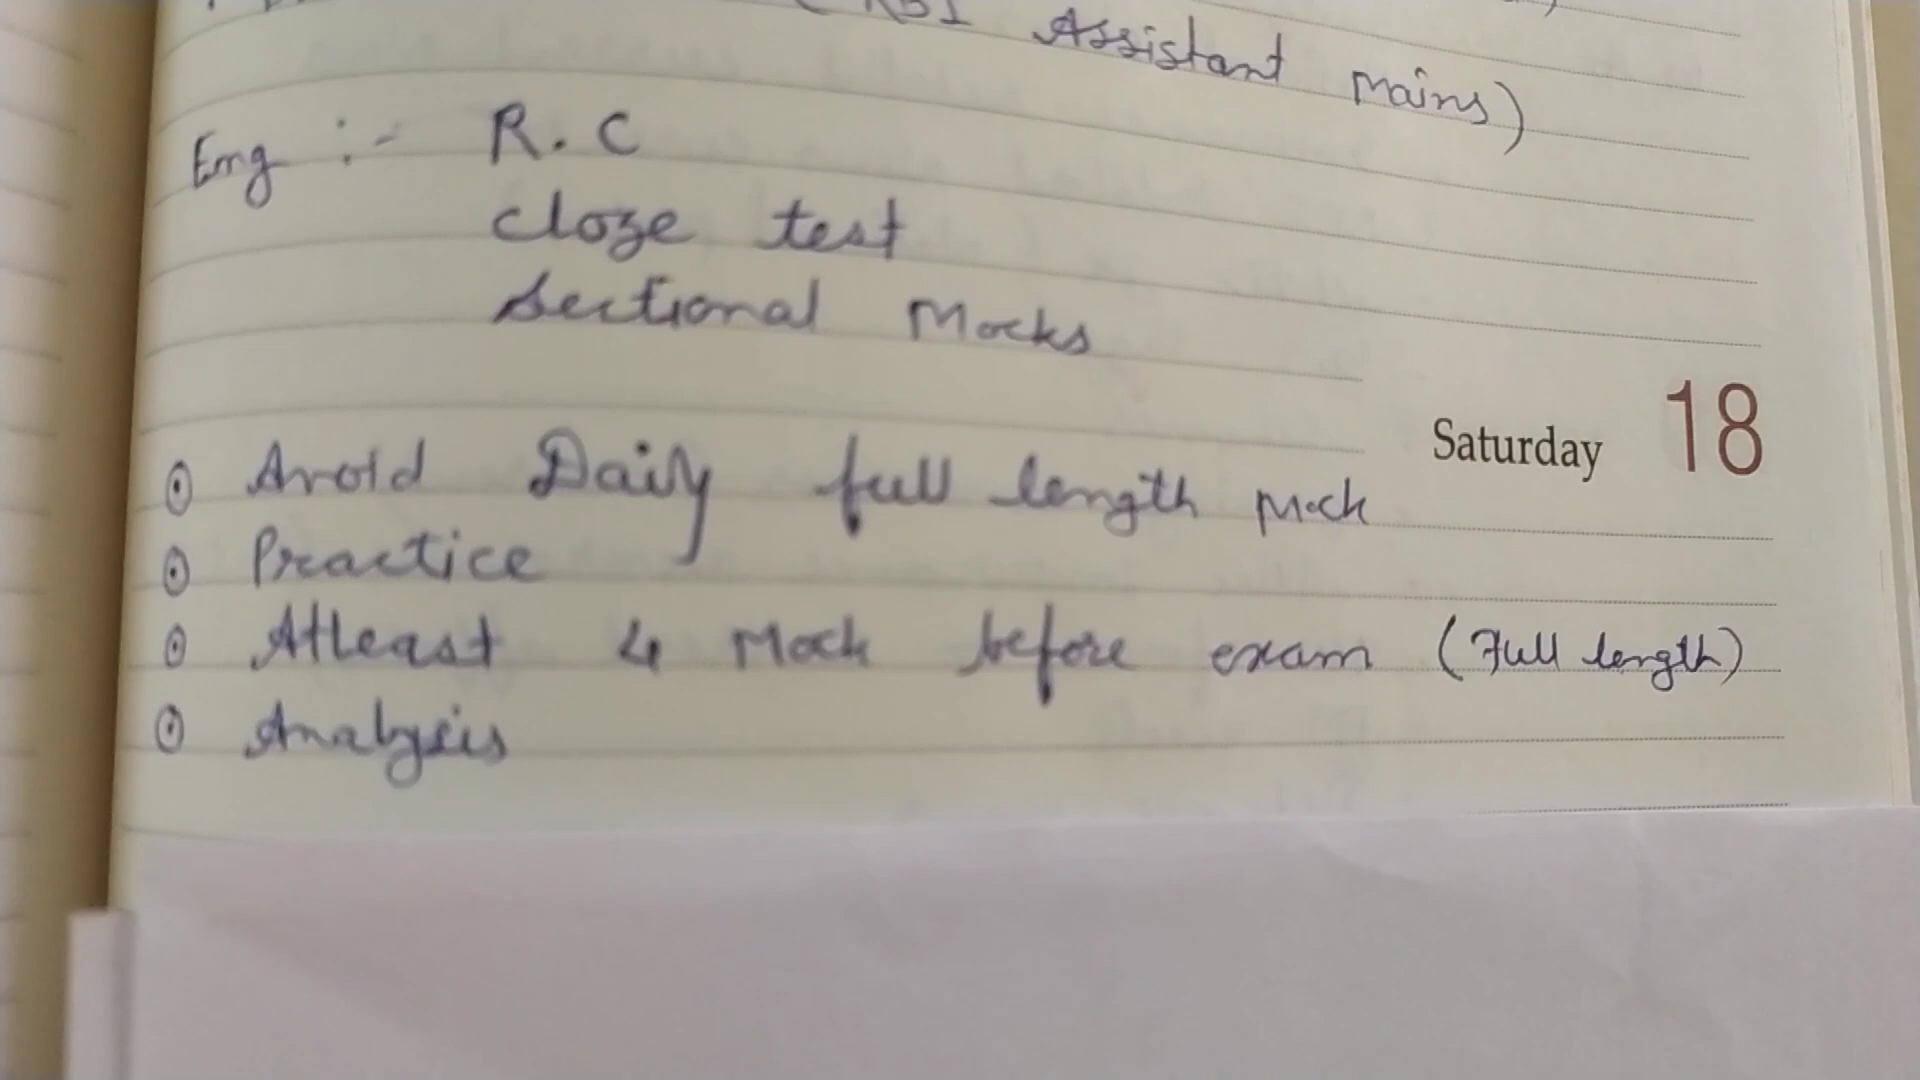 RBI Assistant Mains)
Eng :- R.C
Cloze test
Sectional Mocks
Saturday 18
Avoid Daily full length Mock
Practice
Atleast 4 Mock before exam (Full length)
Analysis